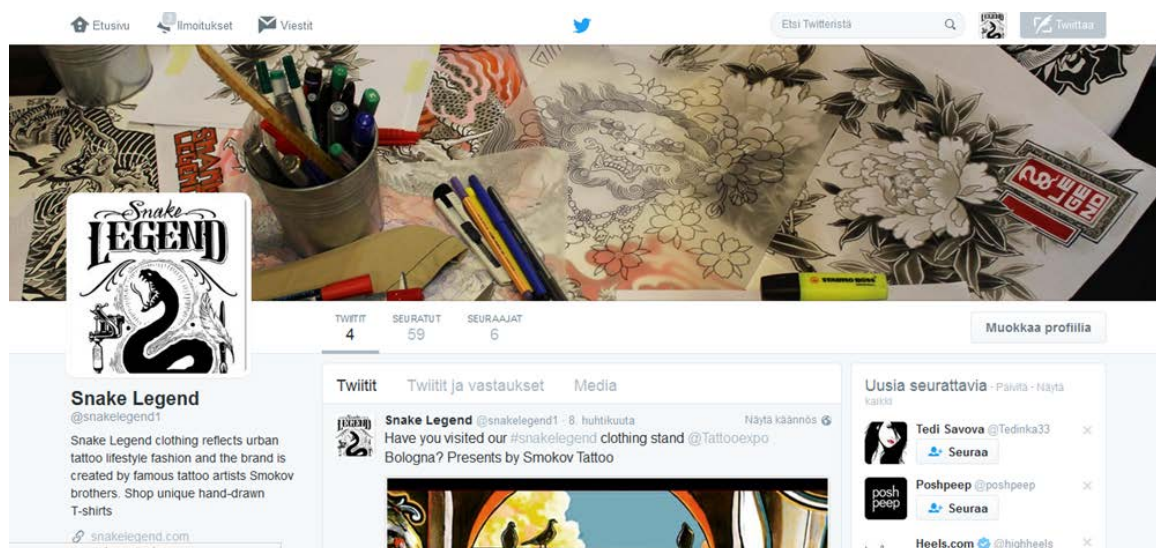 Etusivu
Ilmoitukset
Viestit
Etsi Twitteristä
Twiittaa
SNAKE
STABILO BOSS
LEGEND
Snake
LEGEND
TWIITIT
4
SEURATUT
59
SEURAAJAT
6
Muokkaa profiilia
Snake Legend
@snakelegend1
Snake Legend clothing reflects urban
tattoo lifestyle fashion and the brand is
created by famous tattoo artists Smokov
brothers. Shop unique hand-drawn
T-shirts
snakelegend.com
Twiitit Twiitit ja vastaukset Media
Snake Legend @snakelegend1 · 8. huhtikuuta Näytä käännös
Have you visited our #snakelegend clothing stand @Tattooexpo
Bologna? Presents by Smokov Tattoo
Uusia seurattavia · Päivitä · Näytä
kaikki
Tedi Savova @Tedinka33
Seuraa
posh
peep
Poshpeep @poshpeep
Seuraa
Heels.com @highheels